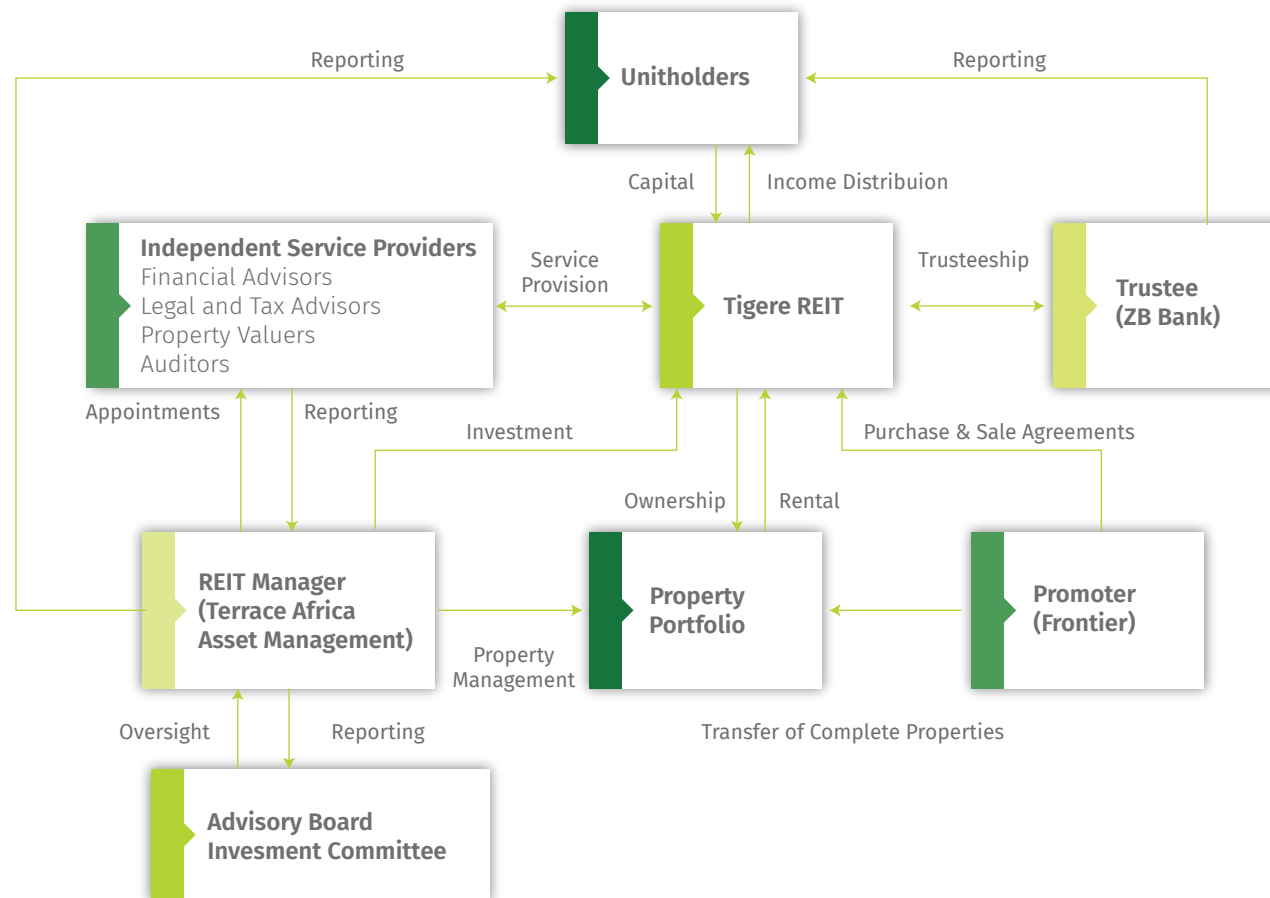 Reporting
Unitholders
Reporting
Capital
Income Distribuion
Independent Service Providers
Financial Advisors
Legal and Tax Advisors
Property Valuers
Auditors
Service
Provision
Tigere REIT
Trusteeship
Trustee
(ZB Bank)
Appointments
Reporting
Investment
Purchase & Sale Agreements
Ownership
Rental
REIT Manager
(Terrace Africa
Asset Management)
Property
Management
Property
Portfolio
Promoter
(Frontier)
Oversight
Reporting
Transfer of Complete Properties
Advisory Board
Invesment Committee